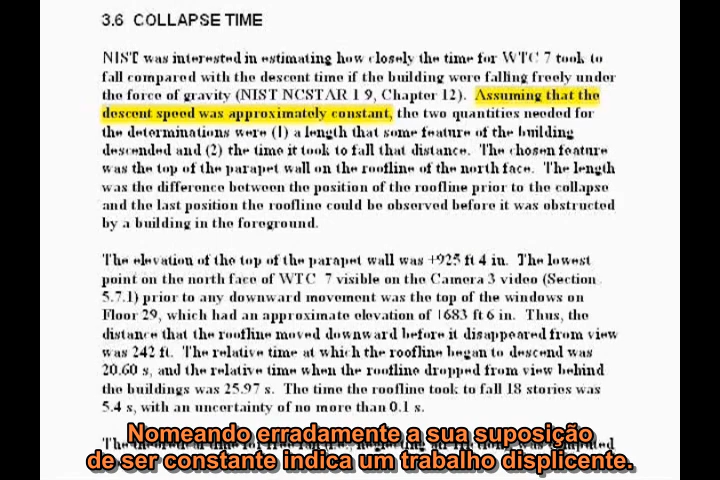 3.6 COLLAPSE TIME
NIST was interested in estimating how closely the time for WTC 7 took to
fall compared with the descent time if the building were falling freely under
the force of gravity (NIST NCSTAR 1 9, Chapter 12). Assuming that the
descent speed was approximately constant, the two quantities needed for
the determinations were (1) a length that some feature of the building
descended and (2) the time it took to fall that distance. The chosen feature
was the top of the parapet wall on the roofline of the north face. The length
was the difference between the position of the roofline prior to the collapse
and the last position the roofline could be observed before it was obstructed
by a building in the foreground.
The elevation of the top of the parapet wall was +925 ft 4 in. The lowest
point on the north face of WTC 7 visible on the Camera 3 video (Section
5.7.1) prior to any downward movement was the top of the windows on
Floor 29, which had an approximate elevation of 1683 ft 6 in. Thus, the
distance that the roofline moved downward before it disappeared from view
was 242 ft. The relative time at which the roofline began to descend was
20.60 s, and the relative time when the roofline dropped from view behind
the buildings was 25.97 s. The time the roofline took to fall 18 stories was
5.4 s, with an uncertainty of no more than 0.1 s.
Nomeando erradamente a sua suposição
de ser constante indica um trabalho displicente.